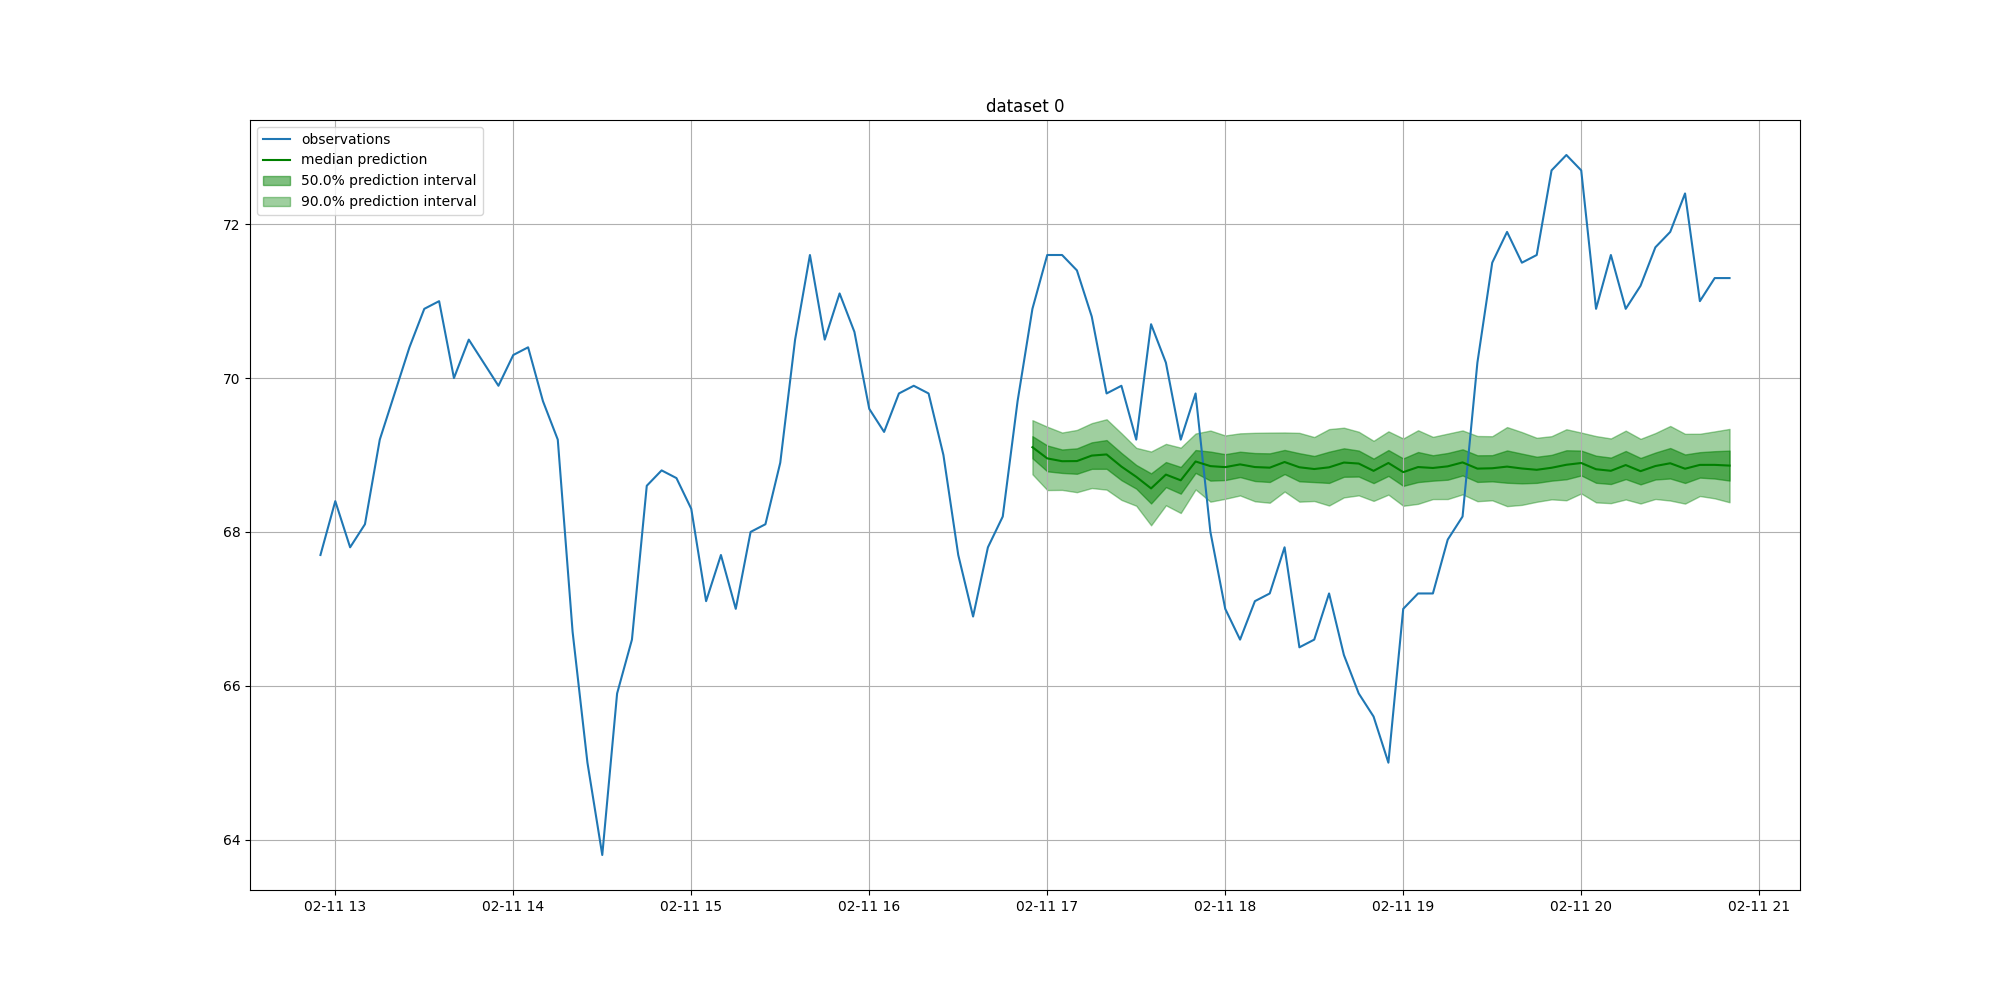 dataset 0
observations
median prediction
50.0% prediction interval
90.0% prediction interval
72
70
68
66
64
02-11 13
02-11 14
02-11 15
02-11 16
02-11 17
02-11 18
02-11 19
02-11 20
02-11 21